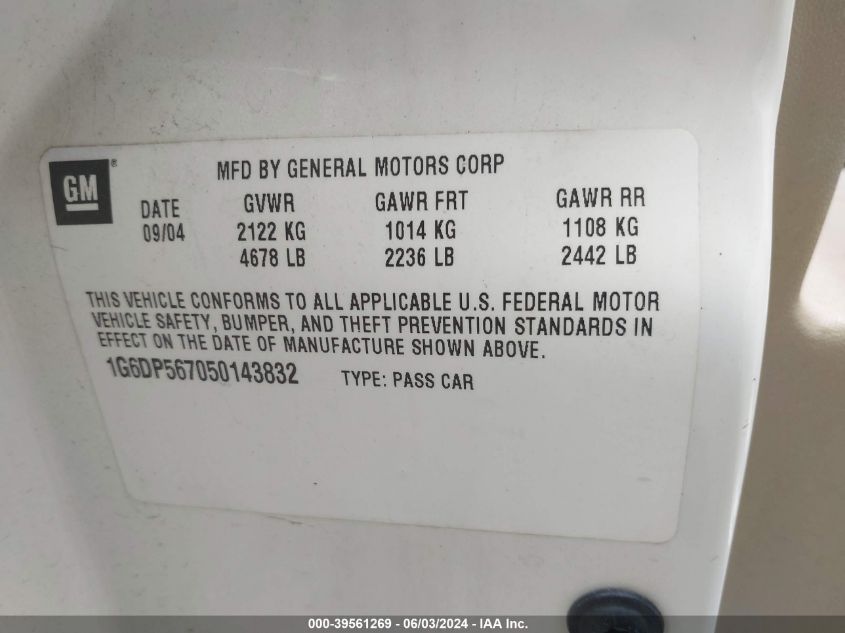 GM®
MFD BY GENERAL MOTORS CORP
DATE GVWR GAWR FRT GAWR RR
09/04 2122 KG 1014 KG 1108 KG
4678 LB 2236 LB 2442 LB
THIS VEHICLE CONFORMS TO ALL APPLICABLE U.S. FEDERAL MOTOR
VEHICLE SAFETY, BUMPER, AND THEFT PREVENTION STANDARDS IN
EFFECT ON THE DATE OF MANUFACTURE SHOWN ABOVE.
1G6DP567050143832 TYPE: PASS CAR
000-39561269 - 06/03/2024 - IAA Inc.